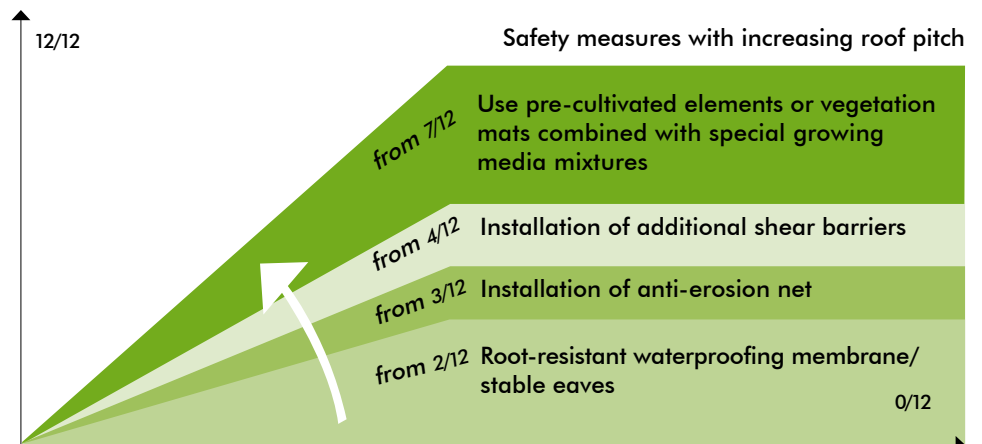 12/12
Safety measures with increasing roof pitch
from 7/12
Use pre-cultivated elements or vegetation
mats combined with special growing
media mixtures
from 4/12
Installation of additional shear barriers
from 3/12
Installation of anti-erosion net
from 2/12
Root-resistant waterproofing membrane/
stable eaves
0/12